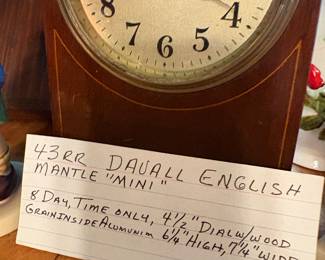 8 7 6 5 4
43RR DAVALL ENGLISH
MANTLE "MINI"
8 DAY, TIME ONLY, 4 1/2" DIAL W/WOOD
GRAIN INSIDE ALUMUNIM 6 1/4" HIGH, 7 1/4" WIDE